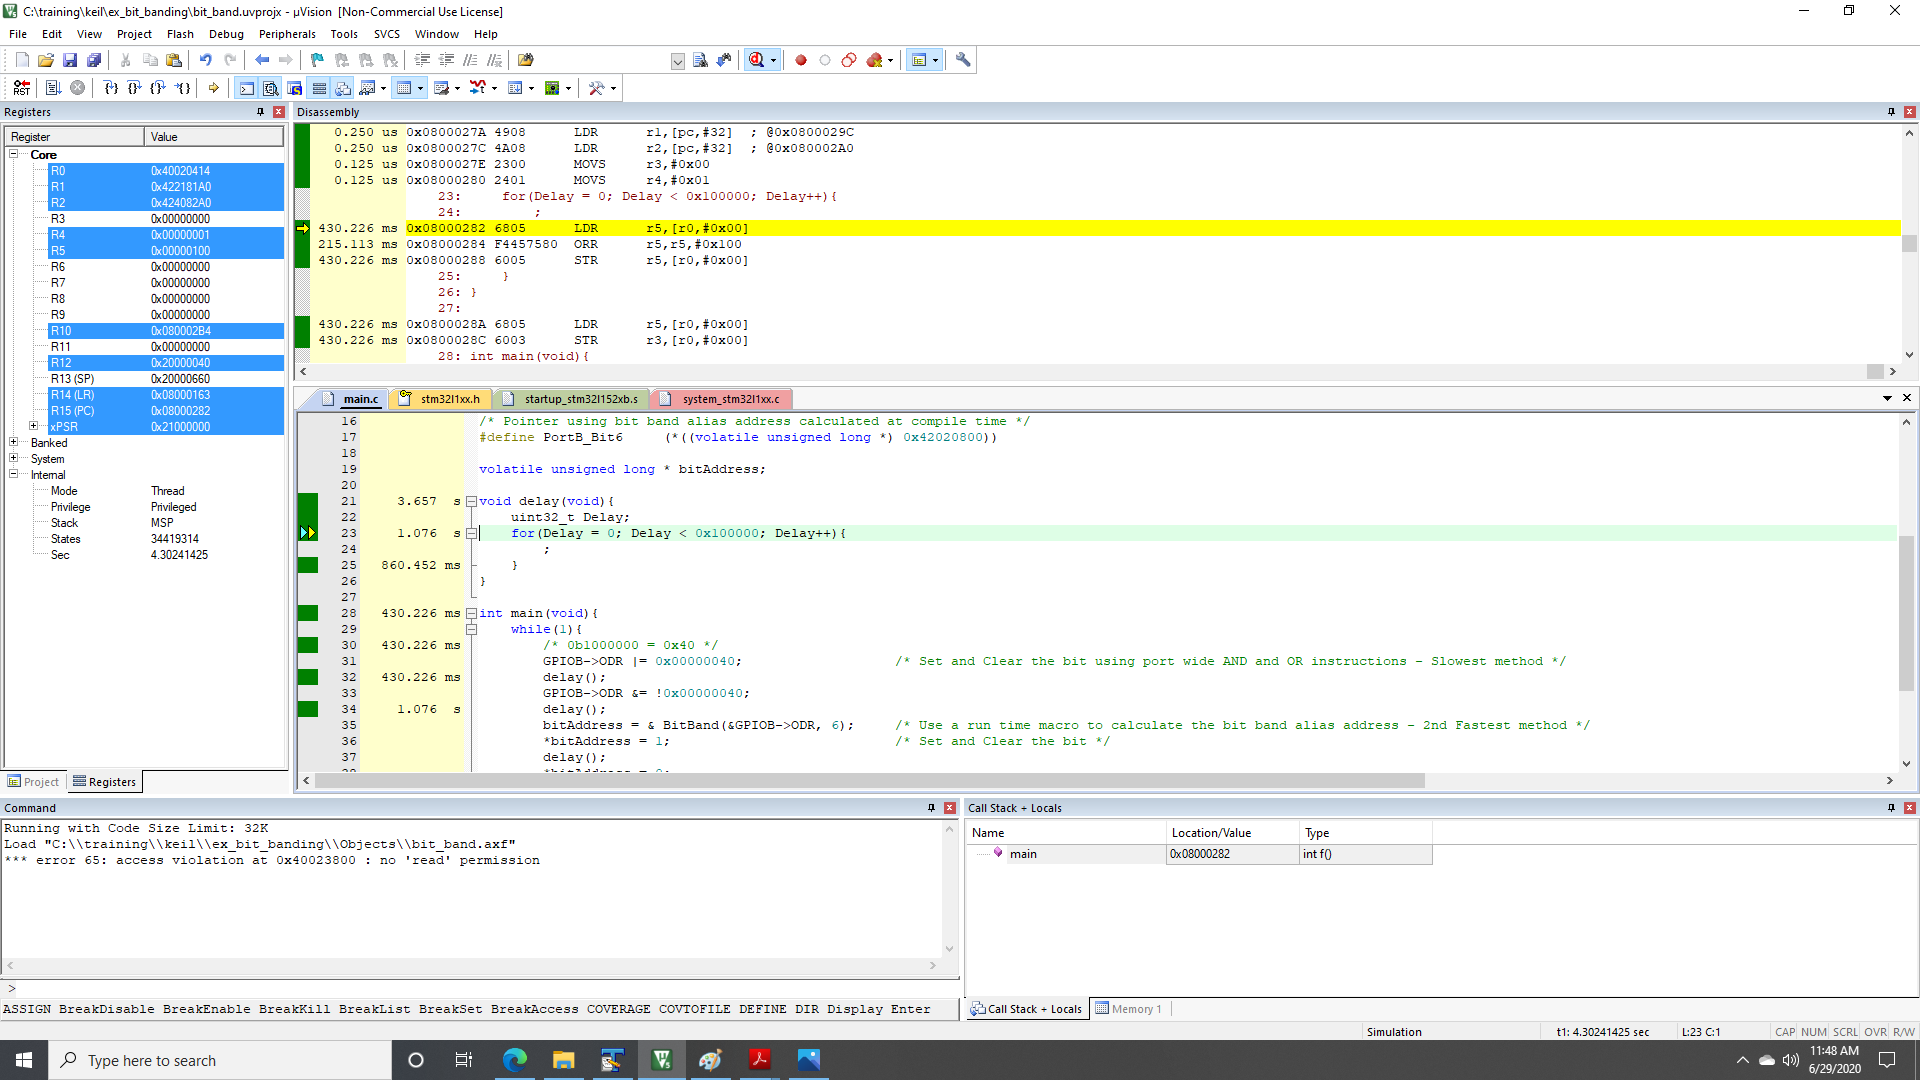 C:\training\keil\ex_bit_banding\bit_band.uvprojx - µVision  [Non-Commercial Use License]
File Edit View Project Flash Debug Peripherals Tools SVCS Window Help
RST
Registers
Register Value
Core
R0 0x40020414
R1 0x422181A0
R2 0x424082A0
R3 0x00000000
R4 0x00000001
R5 0x00000100
R6 0x00000000
R7 0x00000000
R8 0x00000000
R9 0x00000000
R10 0x080002B4
R11 0x00000000
R12 0x20000040
R13 (SP) 0x20000660
R14 (LR) 0x08000163
R15 (PC) 0x08000282
xPSR 0x21000000
Banked
System
Internal
Mode Thread
Privilege Privileged
Stack MSP
States 34419314
Sec 4.30241425
Project Registers
Disassembly
0.250 us 0x0800027A 4908 LDR r1,[pc,#32] ; @0x0800029C
0.250 us 0x0800027C 4A08 LDR r2,[pc,#32] ; @0x080002A0
0.125 us 0x0800027E 2300 MOVS r3,#0x00
0.125 us 0x08000280 2401 MOVS r4,#0x01
23: for(Delay = 0; Delay < 0x100000; Delay++){
24: ;
430.226 ms 0x08000282 6805 LDR r5,[r0,#0x00]
215.113 ms 0x08000284 F4457580 ORR r5,r5,#0x100
430.226 ms 0x08000288 6005 STR r5,[r0,#0x00]
25: }
26: }
27:
430.226 ms 0x0800028A 6805 LDR r5,[r0,#0x00]
430.226 ms 0x0800028C 6003 STR r3,[r0,#0x00]
28: int main(void){
main.c stm32l1xx.h startup_stm32l152xb.s system_stm32l1xx.c
16 /* Pointer using bit band alias address calculated at compile time */
17 #define PortB_Bit6 (*((volatile unsigned long *) 0x42020800))
18
19 volatile unsigned long * bitAddress;
20
21 3.657 s void delay(void){
22 uint32_t Delay;
23 1.076 s for(Delay = 0; Delay < 0x100000; Delay++){
24 ;
25 860.452 ms }
26 }
27
28 430.226 ms int main(void){
29 while(1){
30 430.226 ms /* 0b1000000 = 0x40 */
31 GPIOB->ODR |= 0x00000040; /* Set and Clear the bit using port wide AND and OR instructions - Slowest method */
32 430.226 ms delay();
33 GPIOB->ODR &= !0x00000040;
34 1.076 s delay();
35 bitAddress = & BitBand(&GPIOB->ODR, 6); /* Use a run time macro to calculate the bit band alias address - 2nd Fastest method */
36 *bitAddress = 1; /* Set and Clear the bit */
37 delay();
Command
Running with Code Size Limit: 32K
Load "C:\\training\\keil\\ex_bit_banding\\Objects\\bit_band.axf"
*** error 65: access violation at 0x40023800 : no 'read' permission
>
ASSIGN BreakDisable BreakEnable BreakKill BreakList BreakSet BreakAccess COVERAGE COVTOFILE DEFINE DIR Display Enter
Call Stack + Locals
Name Location/Value Type
main 0x08000282 int f()
Call Stack + Locals Memory 1
Simulation t1: 4.30241425 sec L:23 C:1 CAP NUM SCRL OVR R/W
Type here to search
11:48 AM
6/29/2020